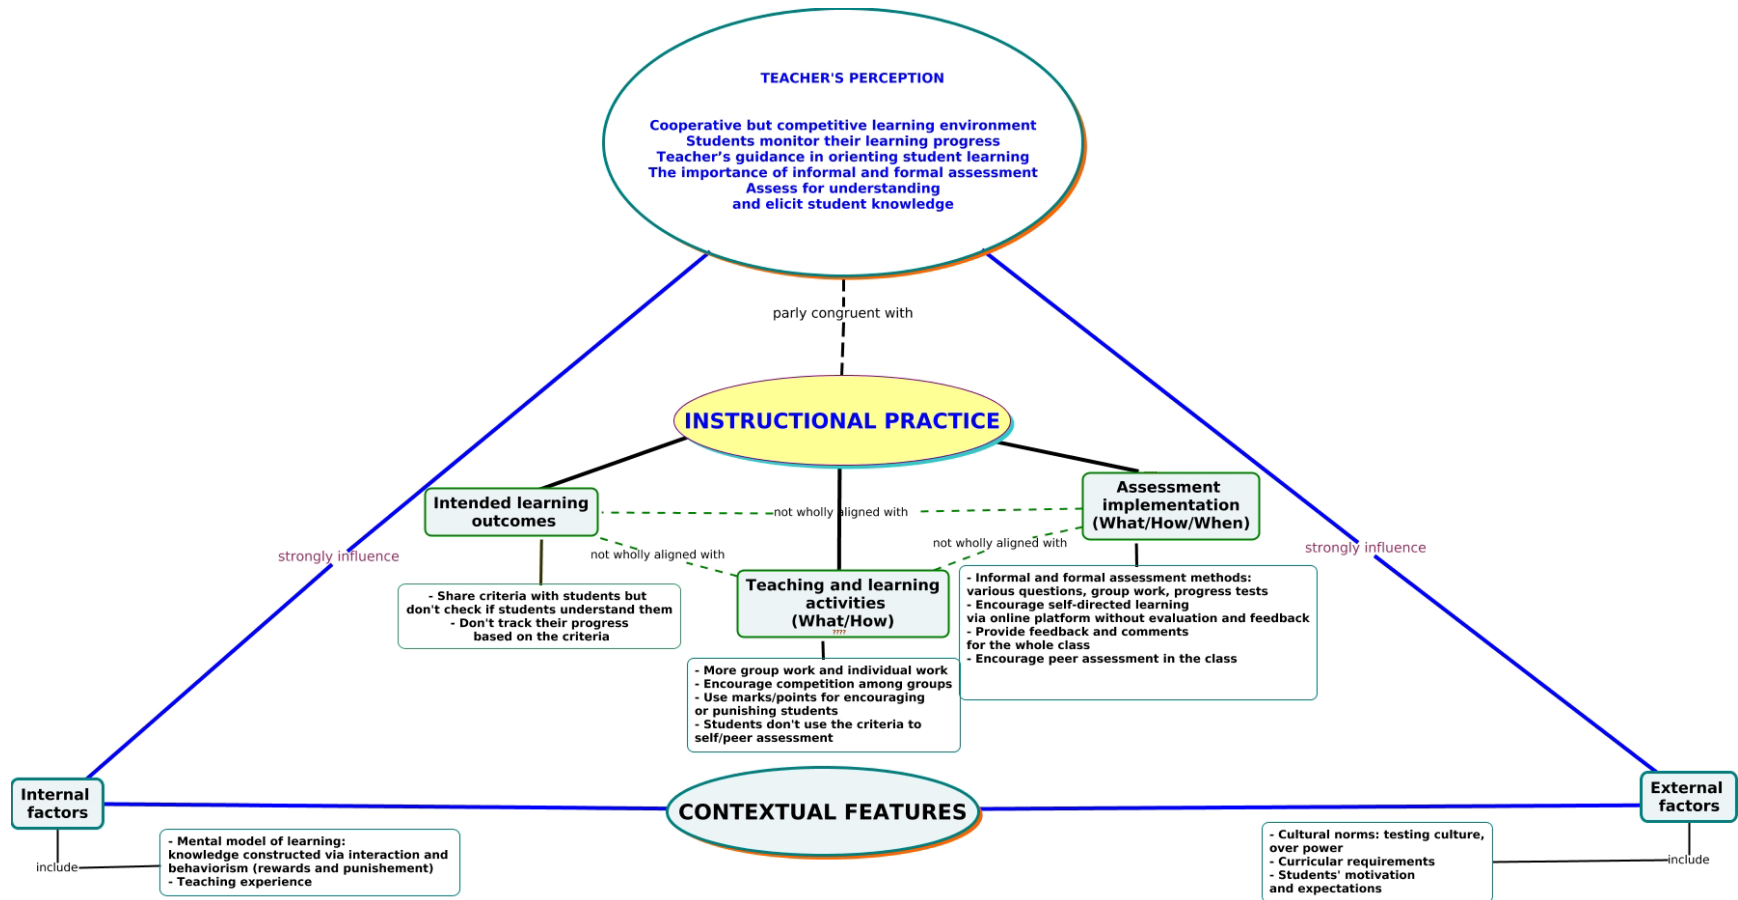 TEACHER'S PERCEPTION
Cooperative but competitive learning environment
Students monitor their learning progress
Teacher’s guidance in orienting student learning
The importance of informal and formal assessment
Assess for understanding
and elicit student knowledge
parly congruent with
INSTRUCTIONAL PRACTICE
Intended learning
outcomes
not wholly aligned with
Assessment
implementation
(What/How/When)
strongly influence
not wholly aligned with
not wholly aligned with
strongly influence
- Share criteria with students but
don't check if students understand them
- Don't track their progress
based on the criteria
Teaching and learning
activities
(What/How)
????
- Informal and formal assessment methods:
various questions, group work, progress tests
- Encourage self-directed learning
via online platform without evaluation and feedback
- Provide feedback and comments
for the whole class
- Encourage peer assessment in the class
- More group work and individual work
- Encourage competition among groups
- Use marks/points for encouraging
or punishing students
- Students don't use the criteria to
self/peer assessment
Internal
factors
CONTEXTUAL FEATURES
External
factors
include
- Mental model of learning:
knowledge constructed via interaction and
behaviorism (rewards and punishement)
- Teaching experience
- Cultural norms: testing culture,
over power
- Curricular requirements
- Students' motivation
and expectations
include